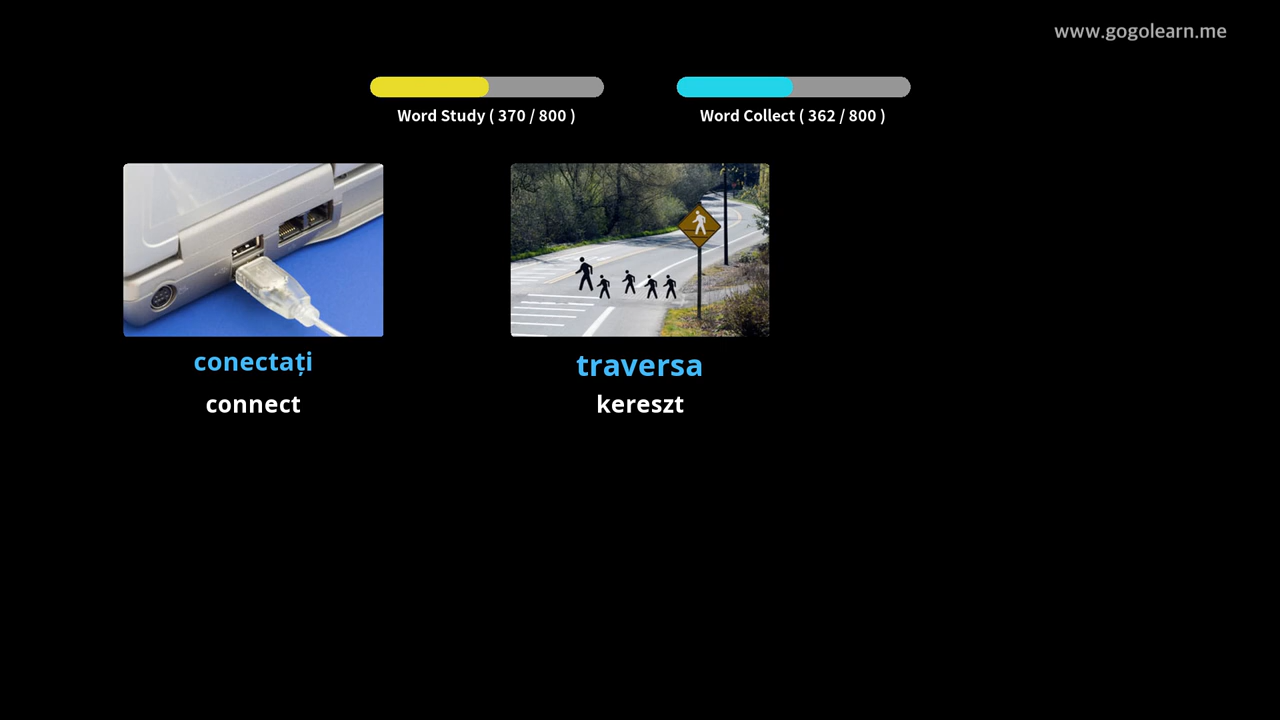 www.gogolearn.me
Word Study ( 370 / 800 )
Word Collect ( 362 / 800 )
conectați
connect
traversa
kereszt